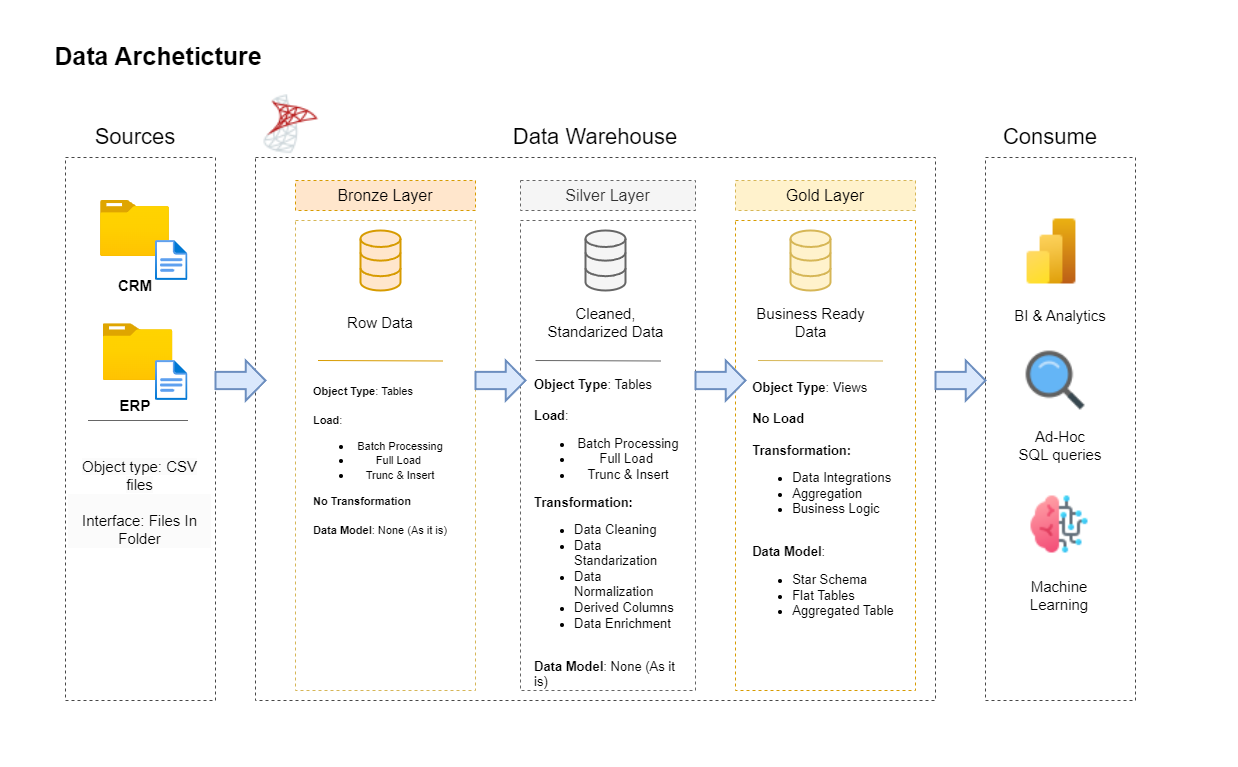 Data Archeticture
Sources
Data Warehouse
Consume
CRM
ERP
Object type: CSV
files
Interface: Files In
Folder
Bronze Layer
Row Data
Object Type: Tables
Load:
Batch Processing
Full Load
Trunc & Insert
No Transformation
Data Model: None (As it is)
Silver Layer
Cleaned,
Standarized Data
Object Type: Tables
Load:
Batch Processing
Full Load
Trunc & Insert
Transformation:
Data Cleaning
Data
Standarization
Data
Normalization
Derived Columns
Data Enrichment
Data Model: None (As it
is)
Gold Layer
Business Ready
Data
Object Type: Views
No Load
Transformation:
Data Integrations
Aggregation
Business Logic
Data Model:
Star Schema
Flat Tables
Aggregated Table
BI & Analytics
Ad-Hoc
SQL queries
Machine
Learning